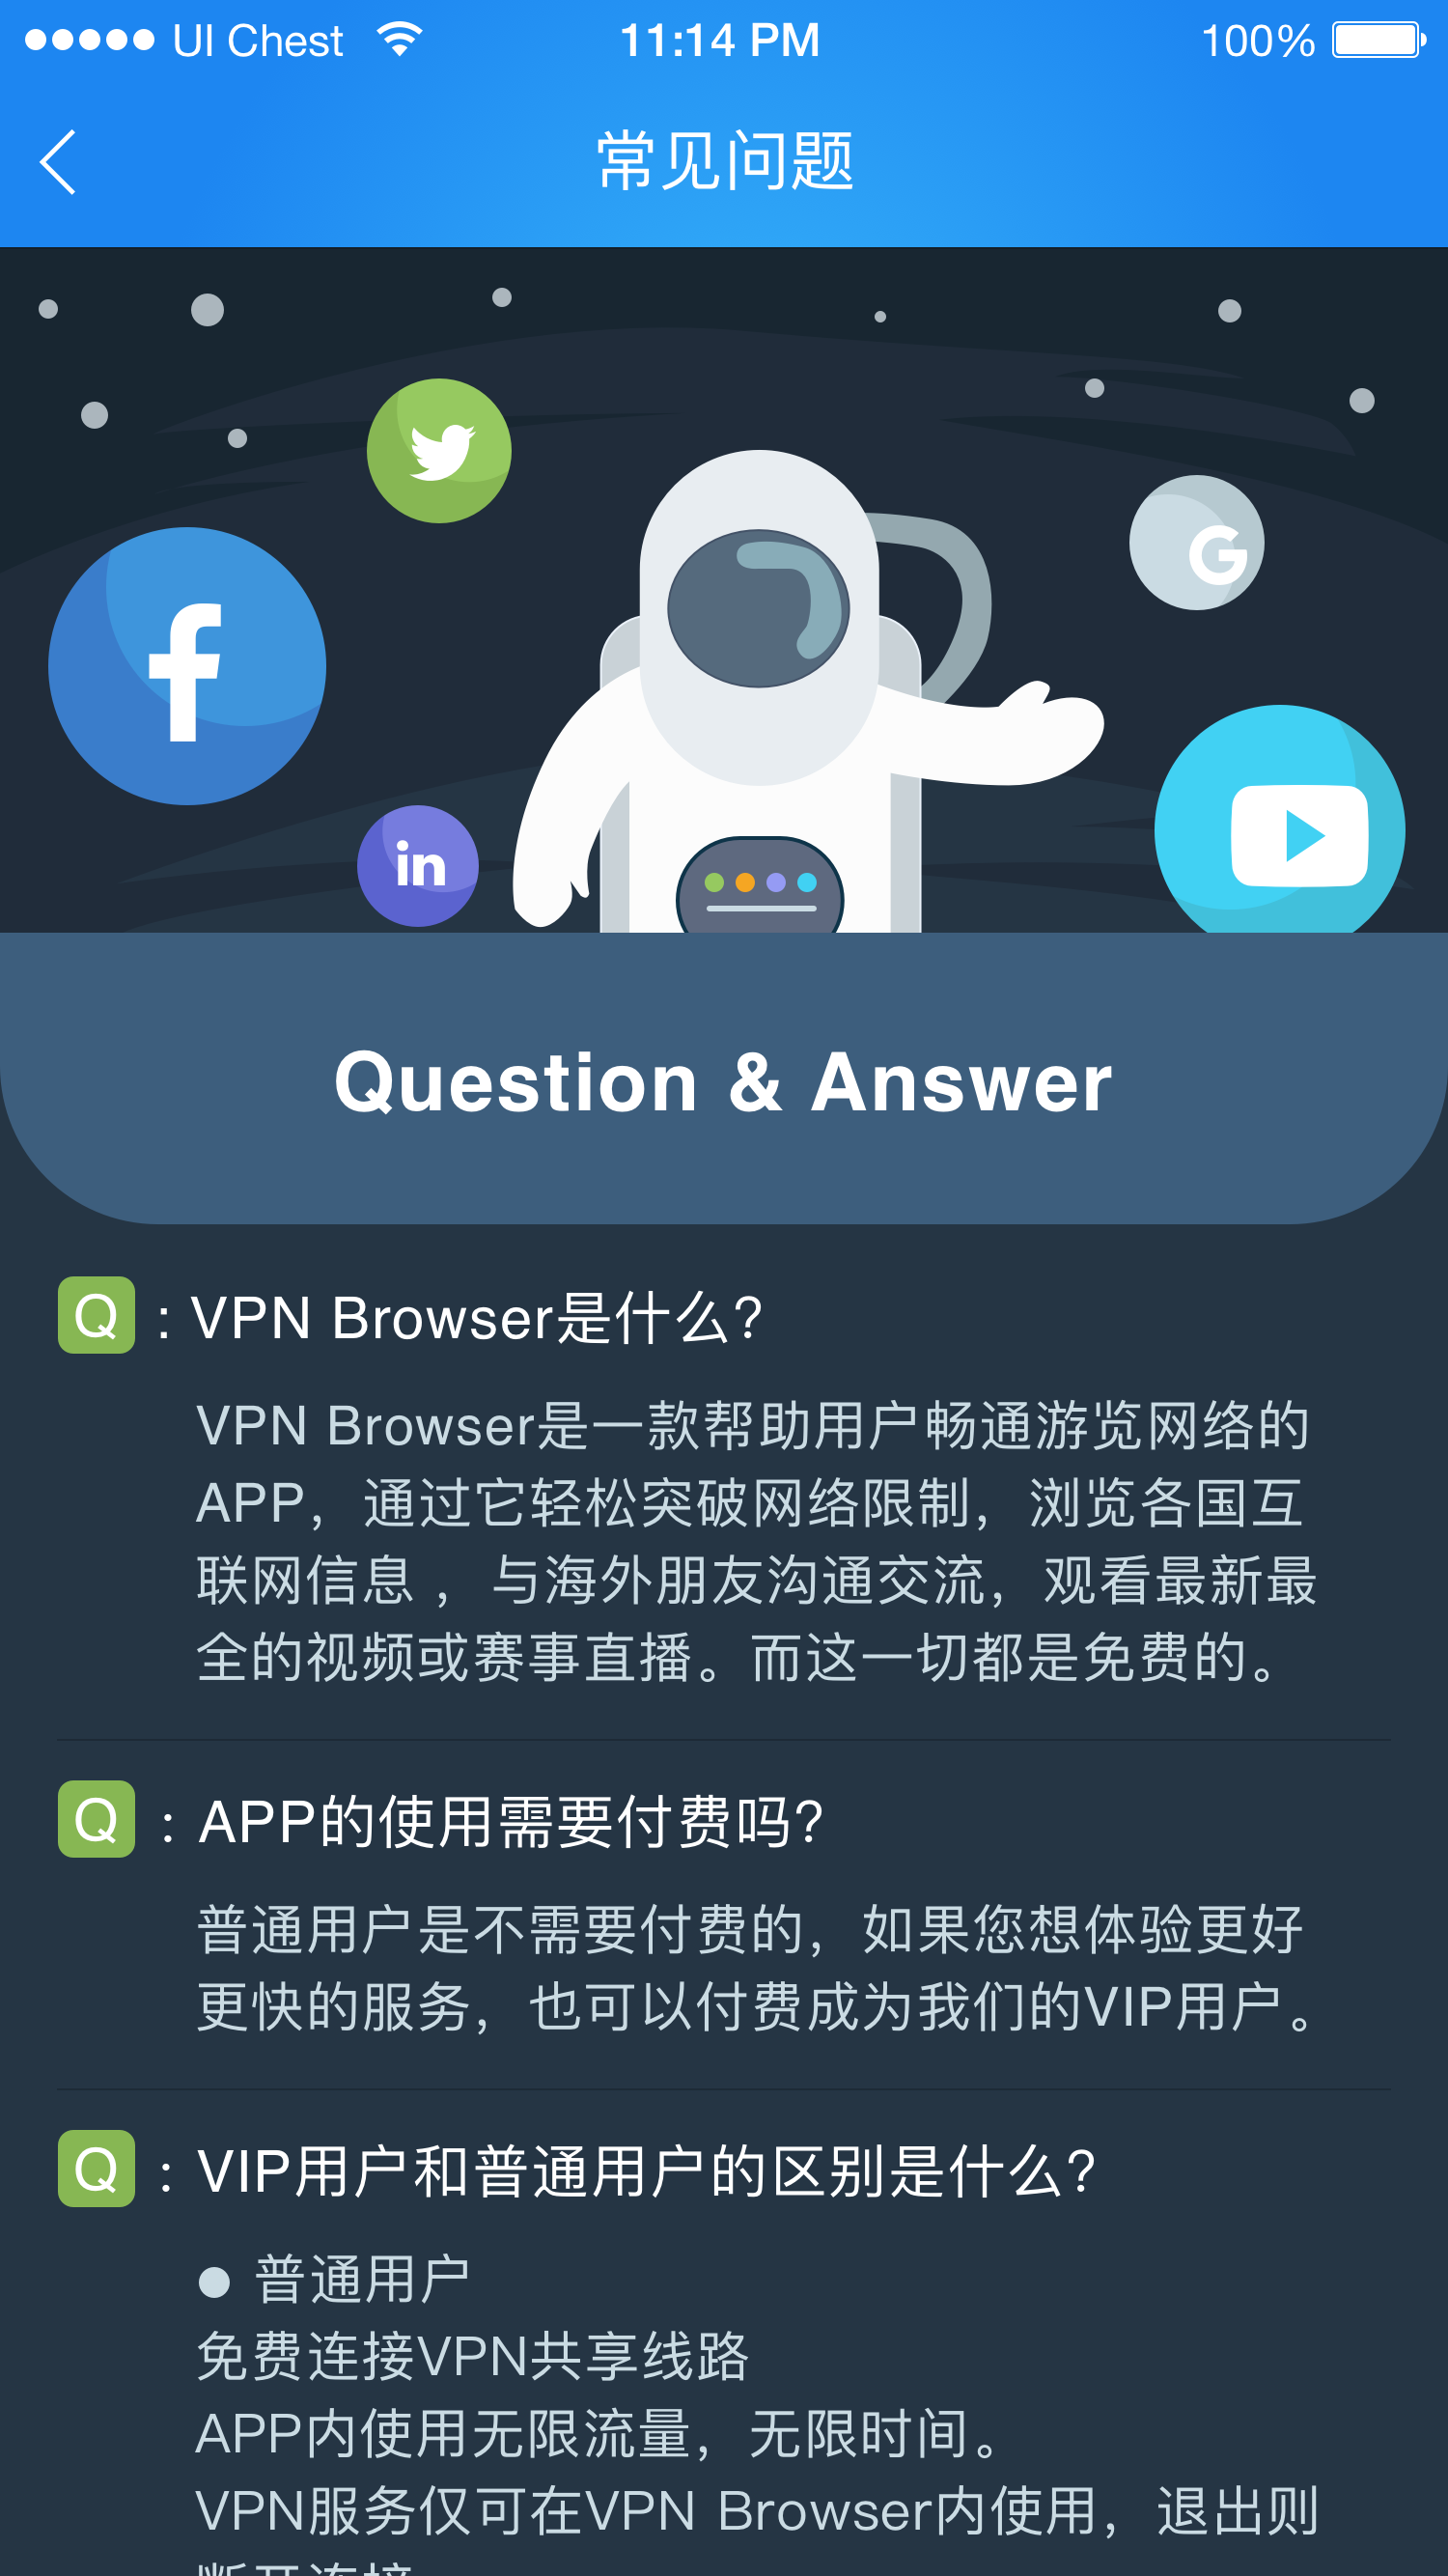 UI Chest 11:14 PM 100%
常见问题
f
G
in
Question & Answer
Q : VPN Browser是什么?
VPN Browser是一款帮助用户畅通游览网络的
APP，通过它轻松突破网络限制，浏览各国互
联网信息 ，与海外朋友沟通交流，观看最新最
全的视频或赛事直播。而这一切都是免费的。
Q : APP的使用需要付费吗?
普通用户是不需要付费的，如果您想体验更好
更快的服务，也可以付费成为我们的VIP用户。
Q : VIP用户和普通用户的区别是什么?
● 普通用户
免费连接VPN共享线路
APP内使用无限流量，无限时间。
VPN服务仅可在VPN Browser内使用，退出则